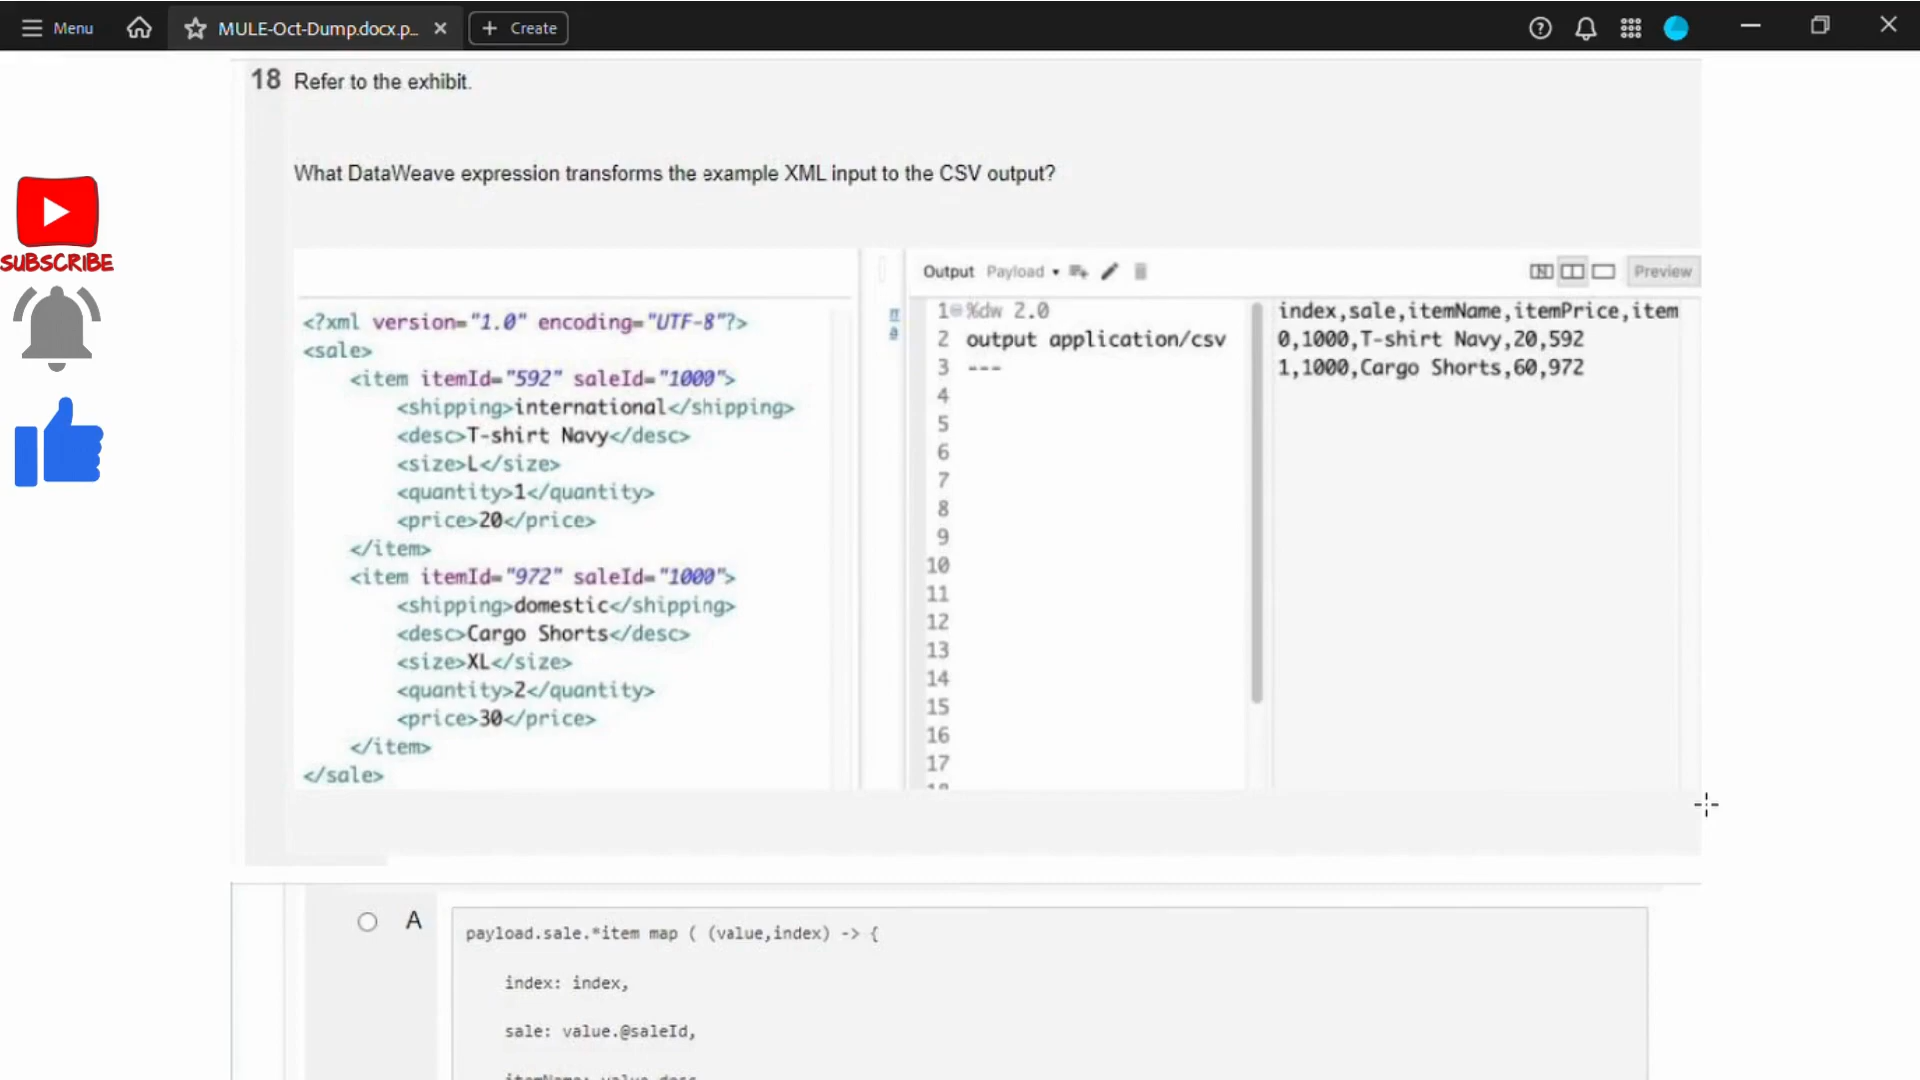 Menu
MULE-Oct-Dump.docx.p...
+ Create
18 Refer to the exhibit.
What DataWeave expression transforms the example XML input to the CSV output?
SUBSCRIBE
<?xml version="1.0" encoding="UTF-8"?>
<sale>
<item itemId="592" saleId="1000">
<shipping>international</shipping>
<desc>T-shirt Navy</desc>
<size>L</size>
<quantity>1</quantity>
<price>20</price>
</item>
<item itemId="972" saleId="1000">
<shipping>domestic</shipping>
<desc>Cargo Shorts</desc>
<size>XL</size>
<quantity>2</quantity>
<price>30</price>
</item>
</sale>
Output Payload
Preview
1 %dw 2.0
2 output application/csv
3 ---
4
5
6
7
8
9
10
11
12
13
14
15
16
17
index,sale,itemName,itemPrice,item
0,1000,T-shirt Navy,20,592
1,1000,Cargo Shorts,60,972
A
payload.sale.*item map ( (value,index) -> {
index: index,
sale: value.@saleId,